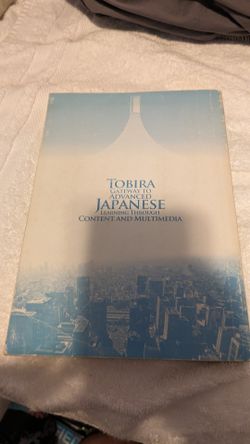 TOBIRA
GATEWAY TO
ADVANCED
JAPANESE
LEARNING THROUGH
CONTENT AND MULTIMEDIA